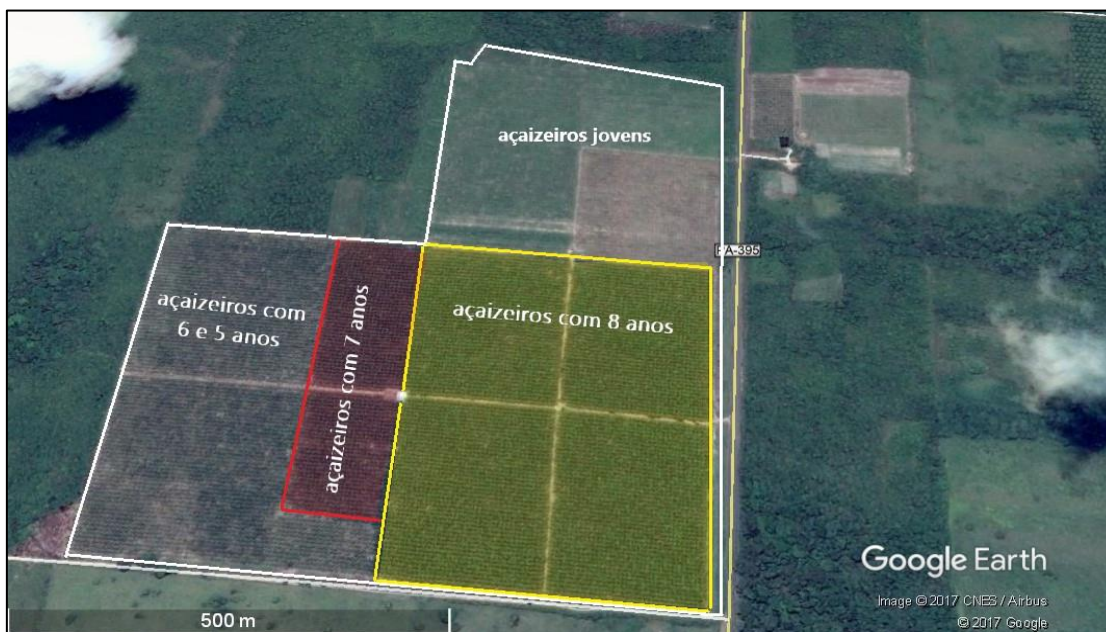 açaizeiros jovens
PA-395
açaizeiros com
6 e 5 anos
açaizeiros com 7 anos
açaizeiros com 8 anos
Google Earth
Image © 2017 CNES / Airbus
© 2017 Google
500 m